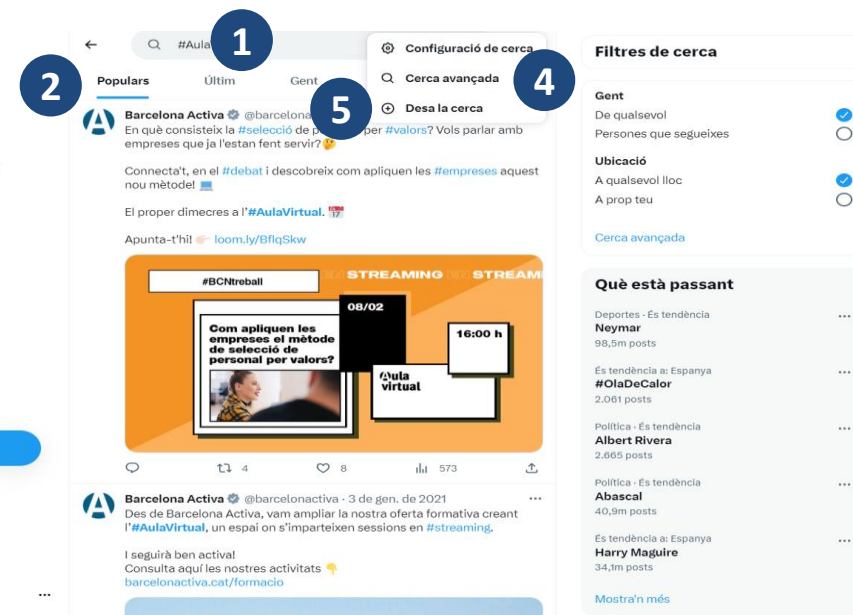 #Aula
1
Configuració de cerca
Filtres de cerca
2
Populars
Últim
Gent
Cerca avançada
4
5
Desa la cerca
Barcelona Activa @barcelona
En què consisteix la #selecció de p per #valors? Vols parlar amb
empreses que ja l'estan fent servir?
Connecta't, en el #debat i descobreix com apliquen les #empreses aquest
nou mètode!
El proper dimecres a l'#AulaVirtual. 17
Apunta-t'hi! loom.ly/BflqSkw
#BCNtreball
EN STREAMING EN STREAMI
08/02
Com apliquen les
empreses el mètode
de selecció de
personal per valors?
16:00 h
Aula
virtual
4
8
573
Barcelona Activa @barcelonactiva · 3 de gen. de 2021 ...
Des de Barcelona Activa, vam ampliar la nostra oferta formativa creant
l'#AulaVirtual, un espai on s'imparteixen sessions en #streaming.
I seguirà ben activa!
Consulta aquí les nostres activitats
barcelonactiva.cat/formacio
...
Gent
De qualsevol
Persones que segueixes
Ubicació
A qualsevol lloc
A prop teu
Cerca avançada
Què està passant
Deportes · És tendència ...
Neymar
98,5m posts
És tendència a: Espanya ...
#OlaDeCalor
2.061 posts
Política · És tendència ...
Albert Rivera
2.665 posts
Política · És tendència ...
Abascal
40,9m posts
És tendència a: Espanya ...
Harry Maguire
34,1m posts
Mostra'n més